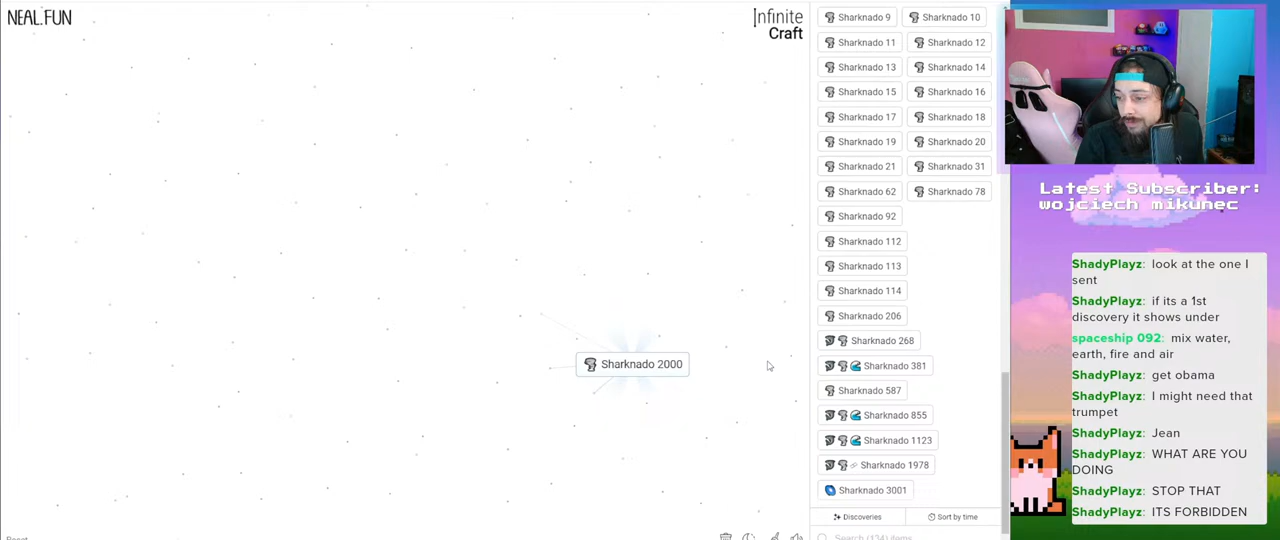 NEAL.FUN
Infinite
Craft
Sharknado 9 Sharknado 10
Sharknado 11 Sharknado 12
Sharknado 13 Sharknado 14
Sharknado 15 Sharknado 16
Sharknado 17 Sharknado 18
Sharknado 19 Sharknado 20
Sharknado 21 Sharknado 31
Sharknado 62 Sharknado 78
Sharknado 92
Sharknado 112
Sharknado 113
Sharknado 114
Sharknado 206
Sharknado 268
Sharknado 381
Sharknado 587
Sharknado 855
Sharknado 1123
Sharknado 1978
Sharknado 3001
Discoveries Sort by time
Search (134) items
Sharknado 2000
Reset
Latest Subscriber:
wojciech mikunec
ShadyPlayz: look at the one I
sent
ShadyPlayz: if its a 1st
discovery it shows under
spaceship 092: mix water,
earth, fire and air
ShadyPlayz: get obama
ShadyPlayz: I might need that
trumpet
ShadyPlayz: Jean
ShadyPlayz: WHAT ARE YOU
DOING
ShadyPlayz: STOP THAT
ShadyPlayz: ITS FORBIDDEN